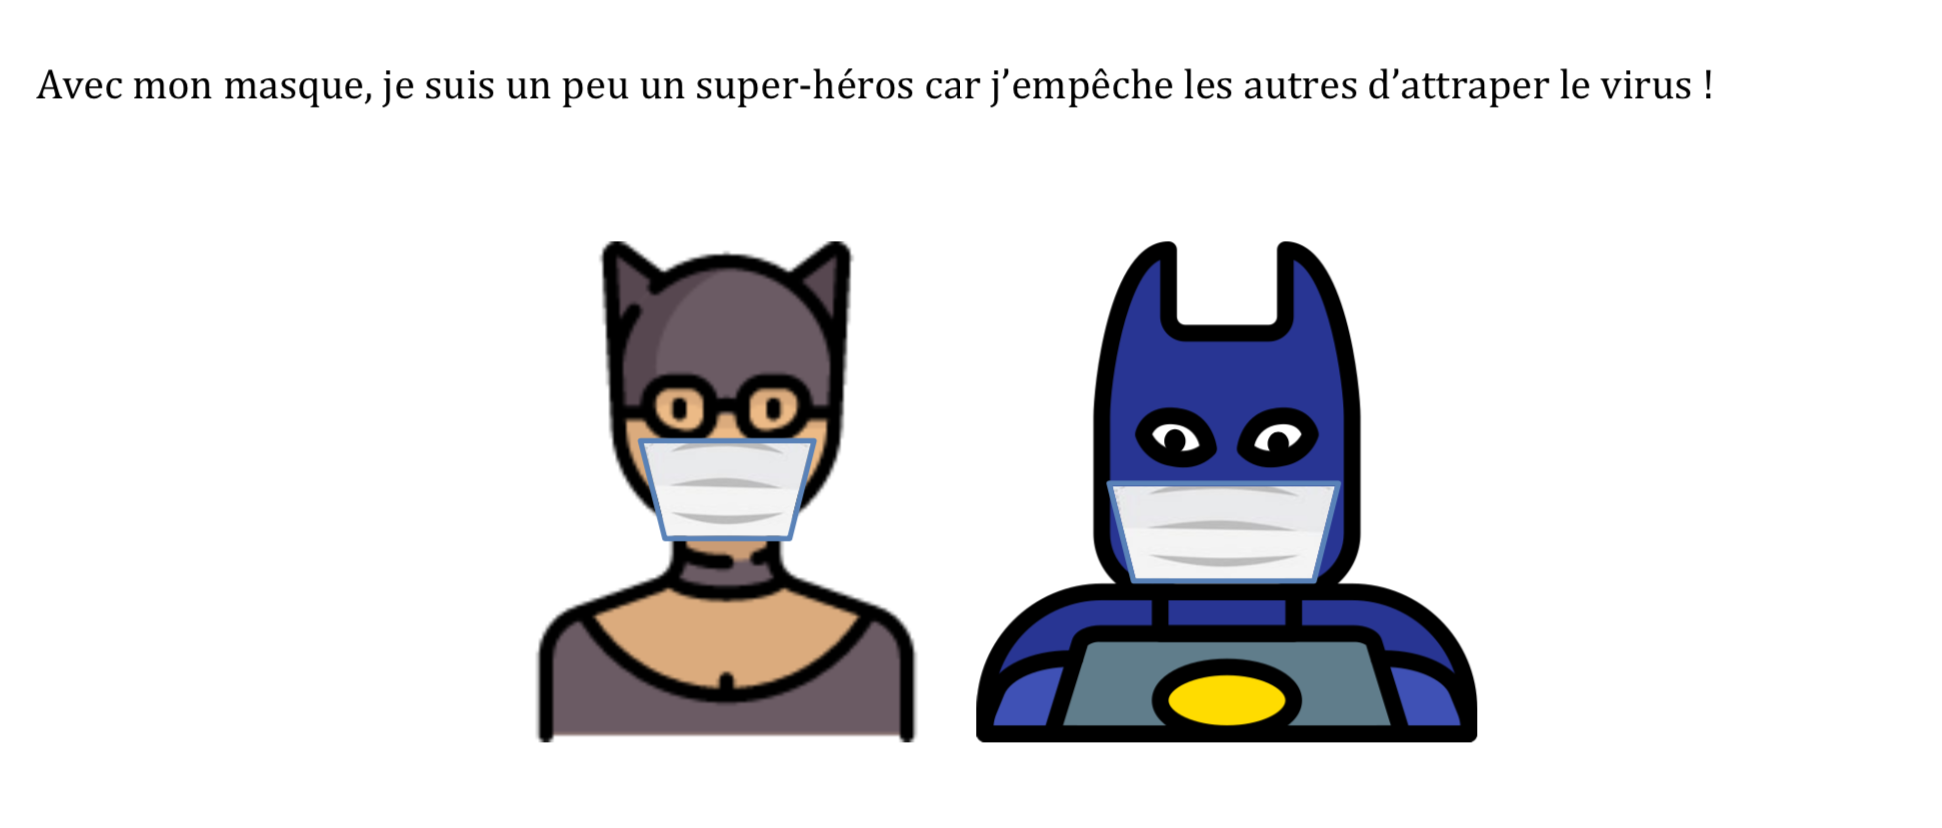 Avec mon masque, je suis un peu un super-héros car j’empêche les autres d’attraper le virus !